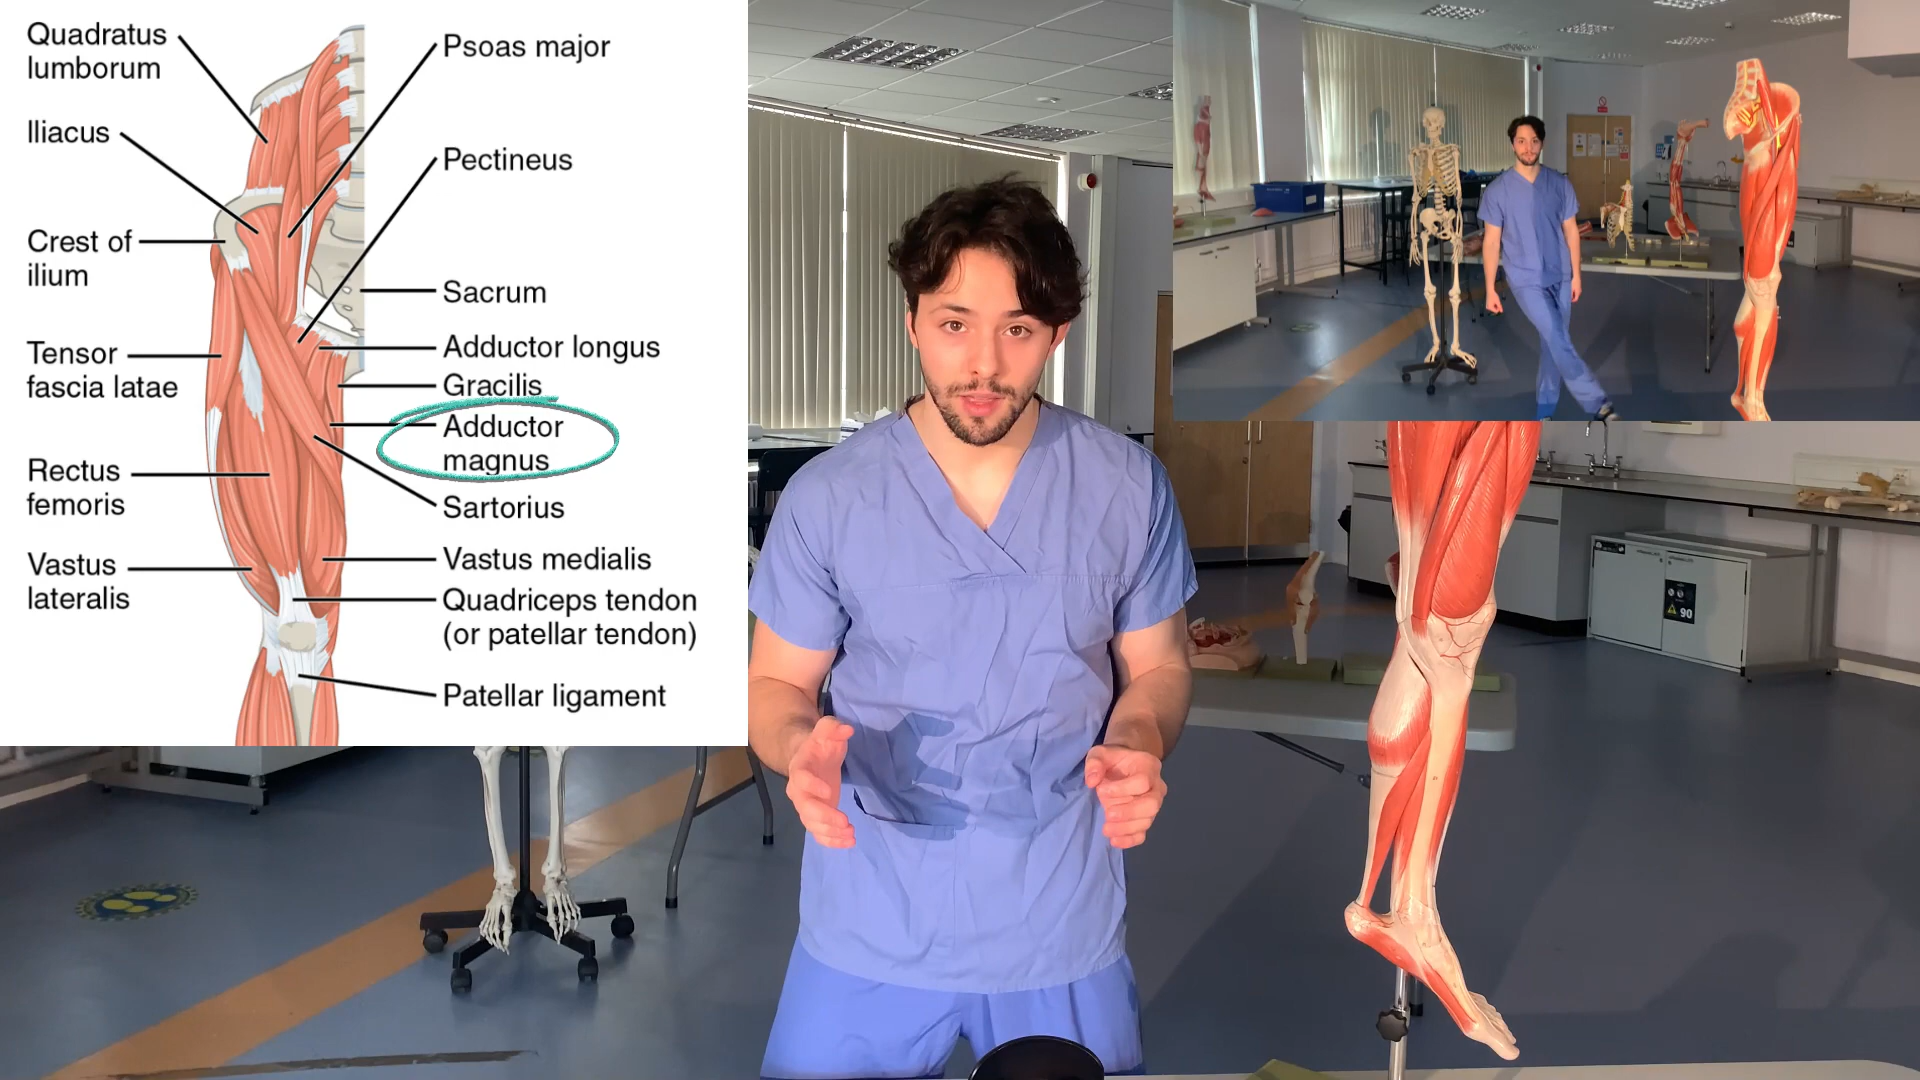 Quadratus
lumborum
Iliacus
Crest of
ilium
Tensor
fascia latae
Rectus
femoris
Vastus
lateralis
Psoas major
Pectineus
Sacrum
Adductor longus
Gracilis
Adductor
magnus
Sartorius
Vastus medialis
Quadriceps tendon
(or patellar tendon)
Patellar ligament
90